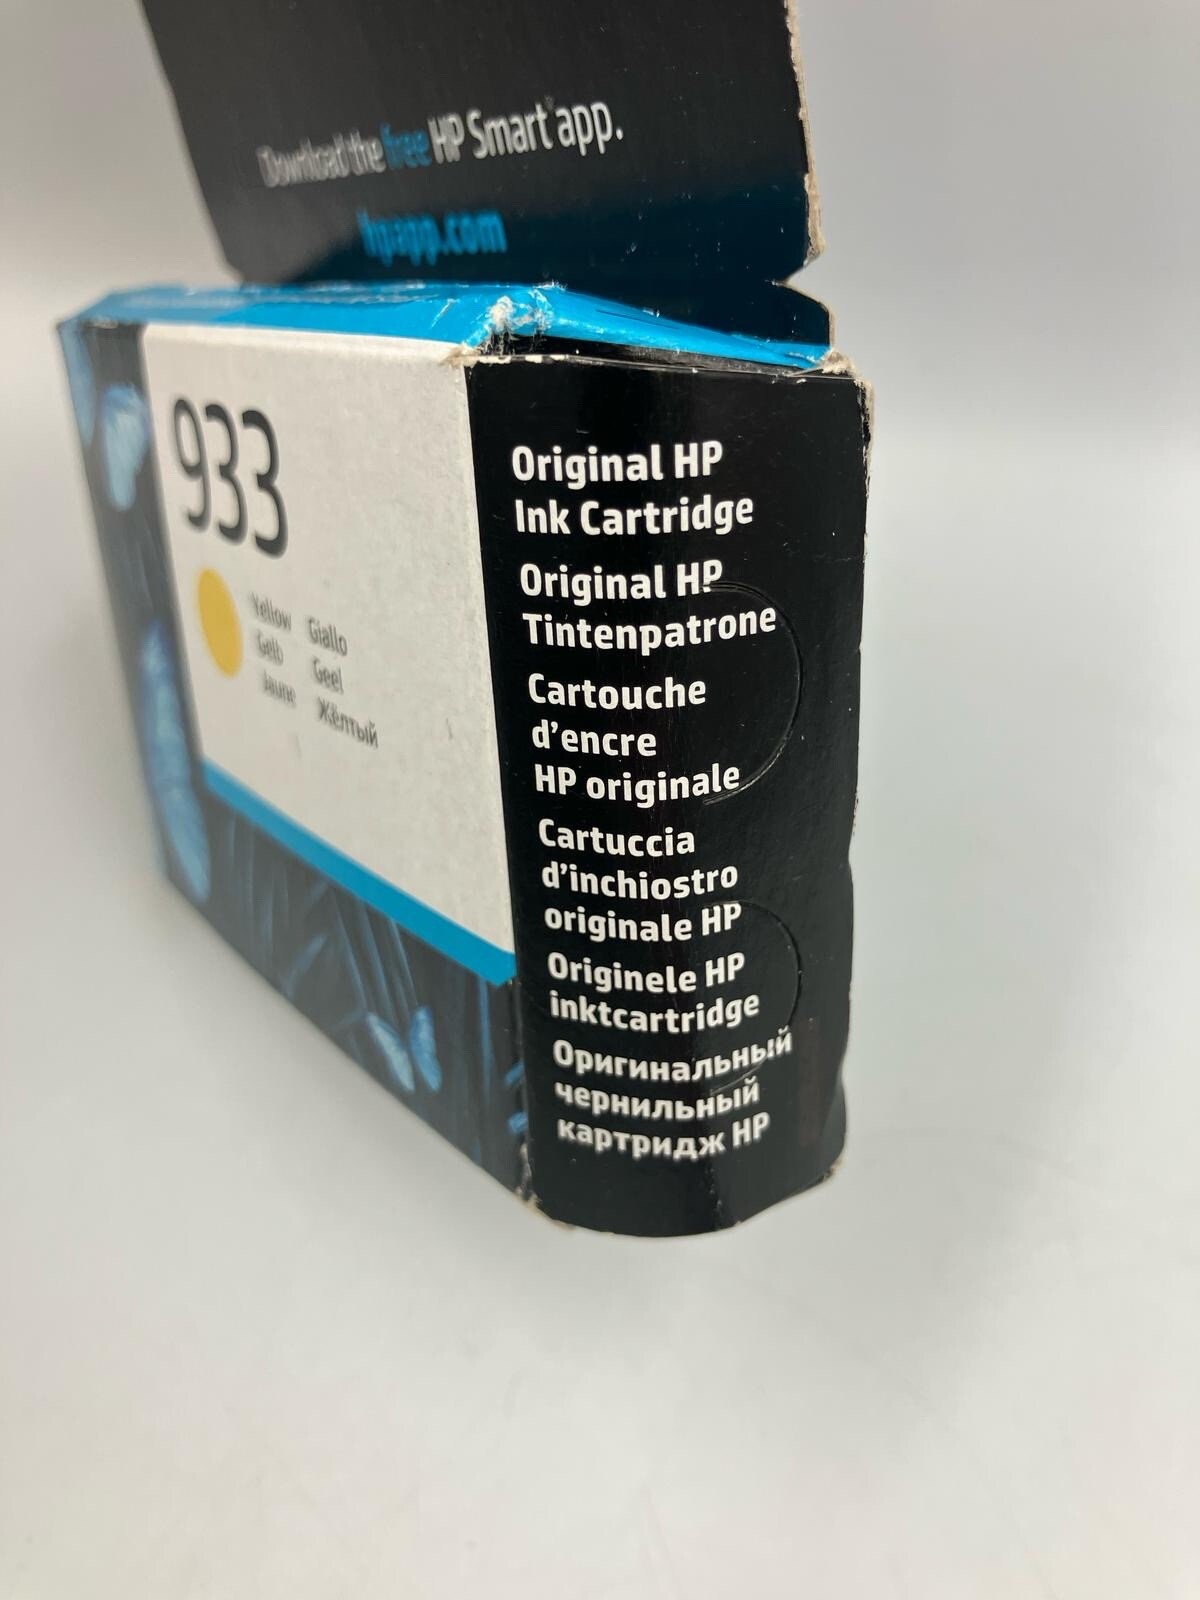 Download the free HP Smart app.
hpapp.com
933
Yellow Giallo
Gelb Geel
Jaune Жёлтый
Original HP
Ink Cartridge
Original HP
Tintenpatrone
Cartouche
d’encre
HP originale
Cartuccia
d’inchiostro
originale HP
Originele HP
inktcartridge
Оригинальный
чернильный
картридж HP